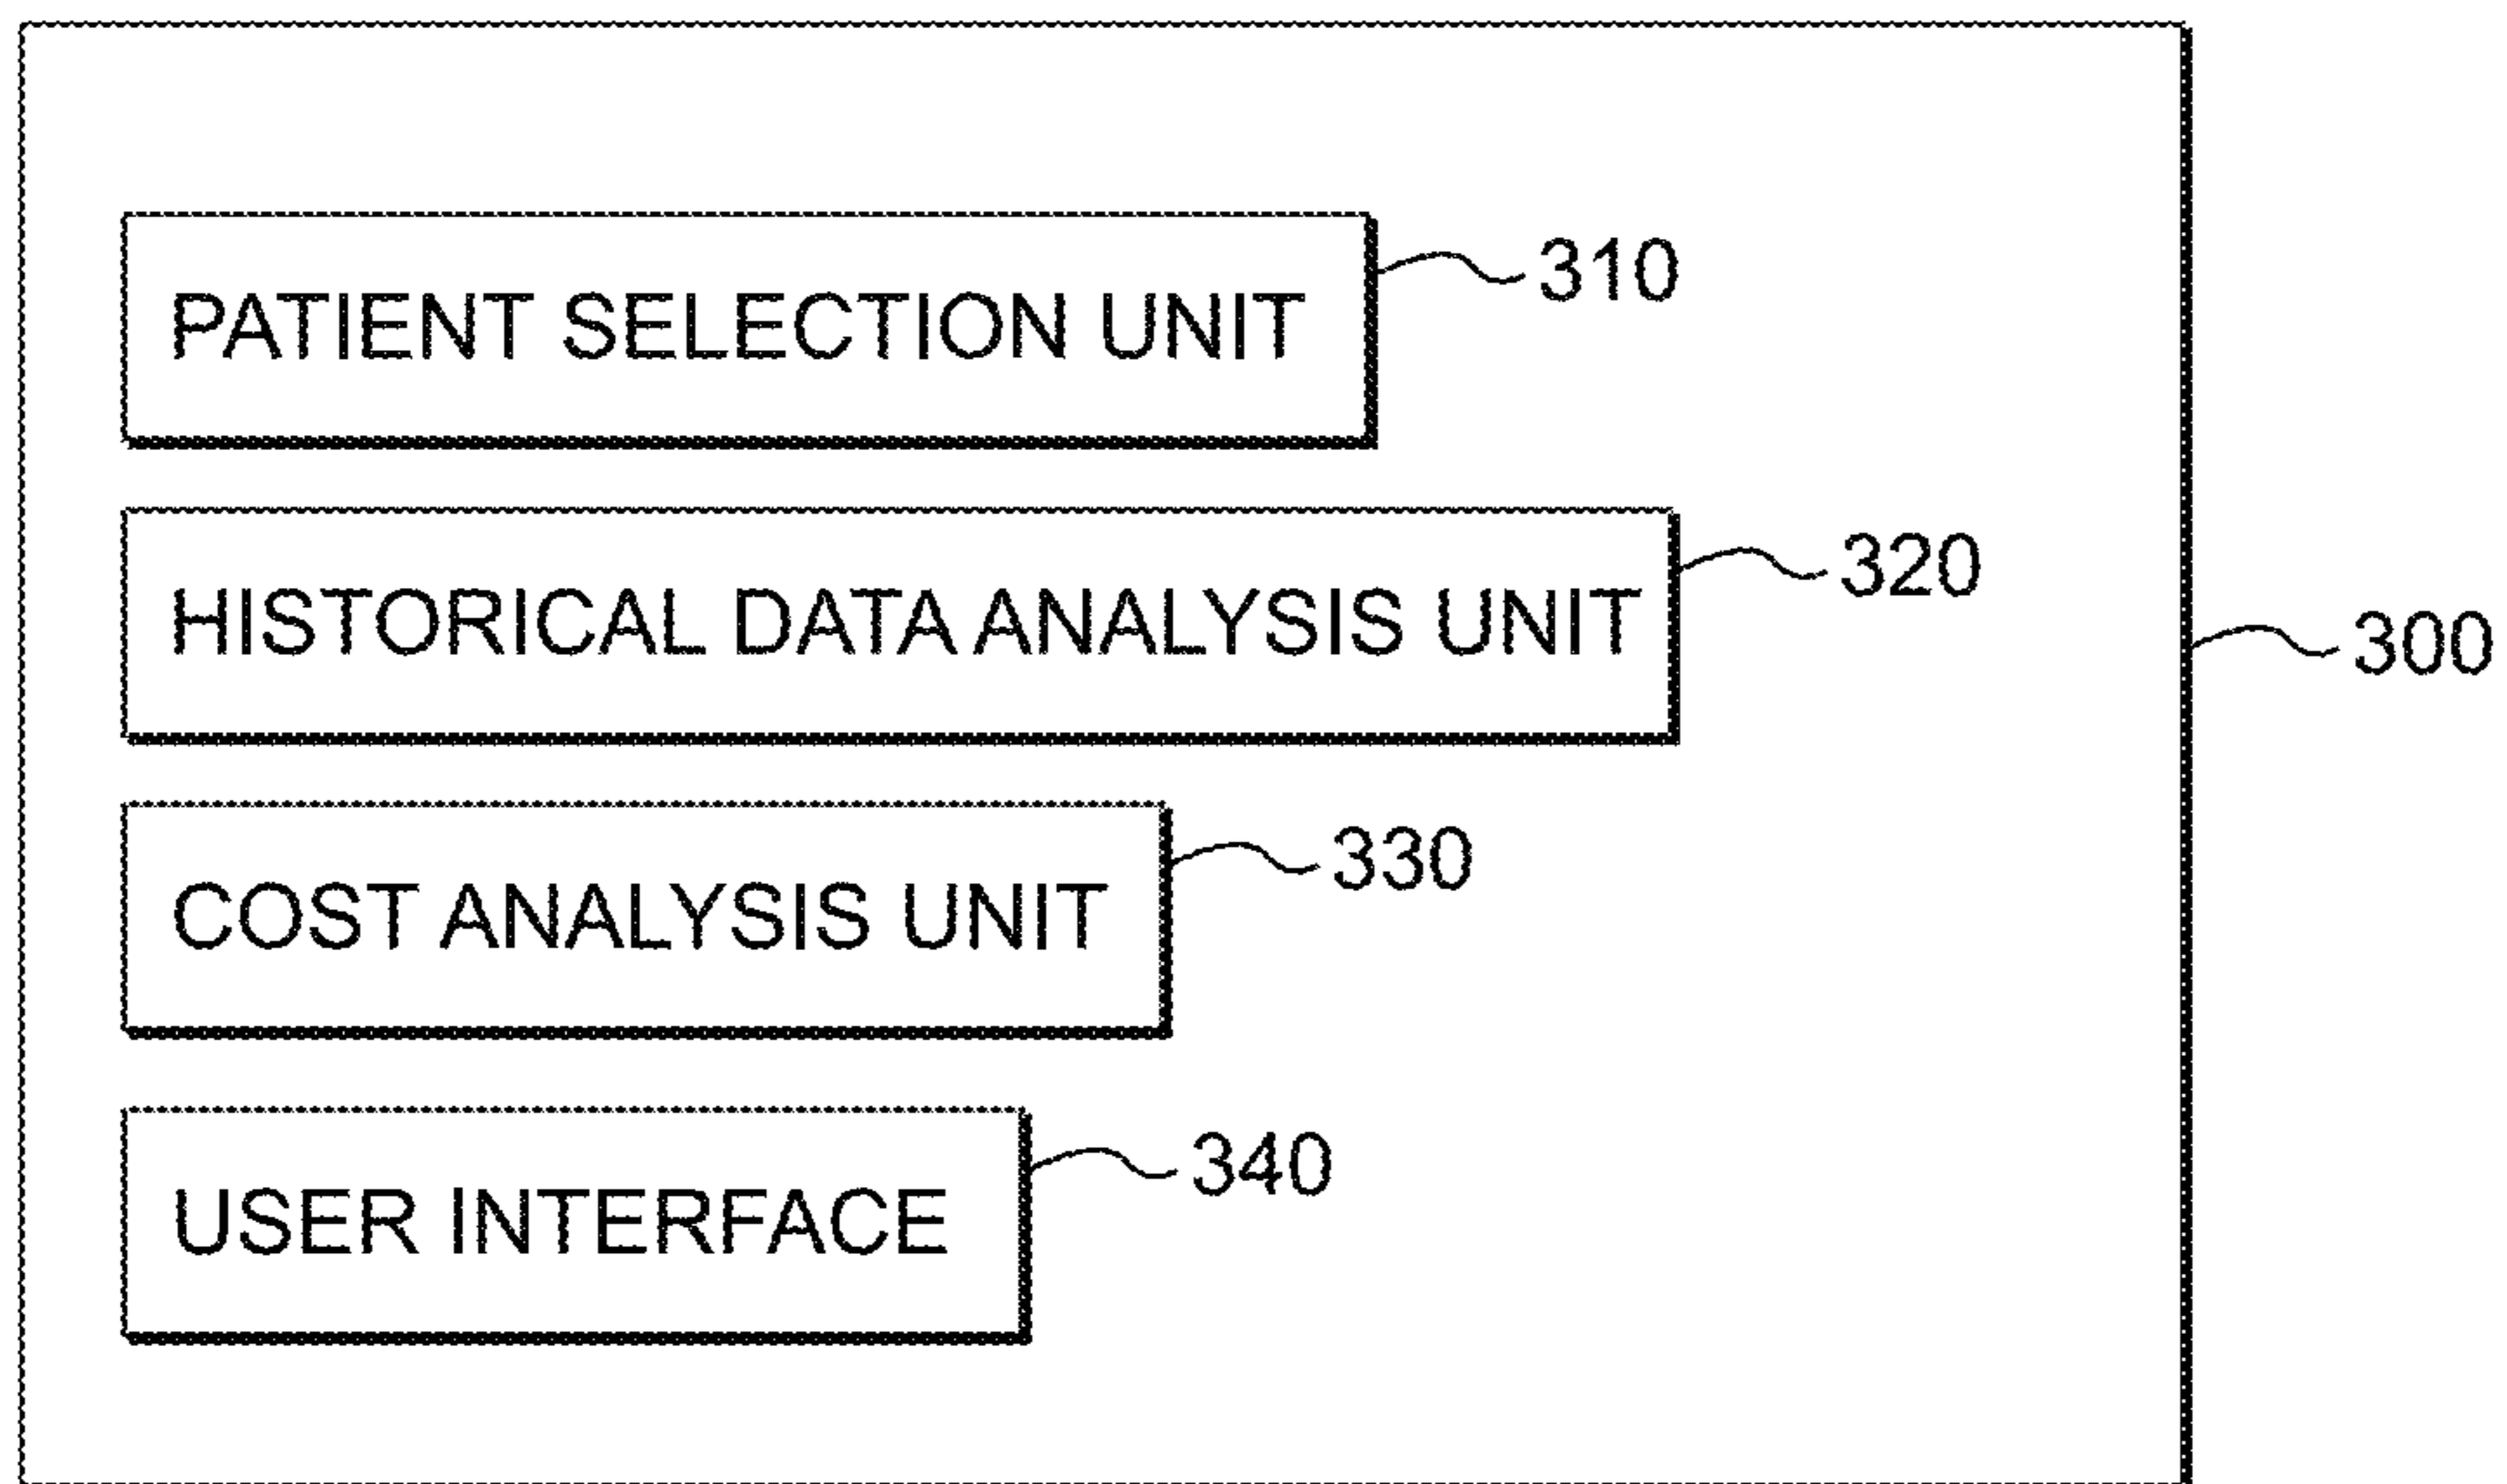 PATIENT SELECTION UNIT
310
HISTORICAL DATA ANALYSIS UNIT
320
300
COST ANALYSIS UNIT
330
USER INTERFACE
340